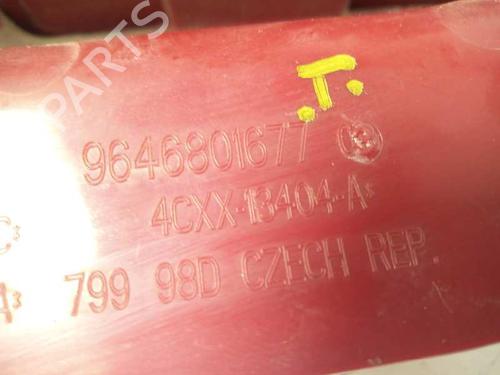 PARTS
.T.
9646801677
4CXX-13404-A
799 98D CZECH REP.